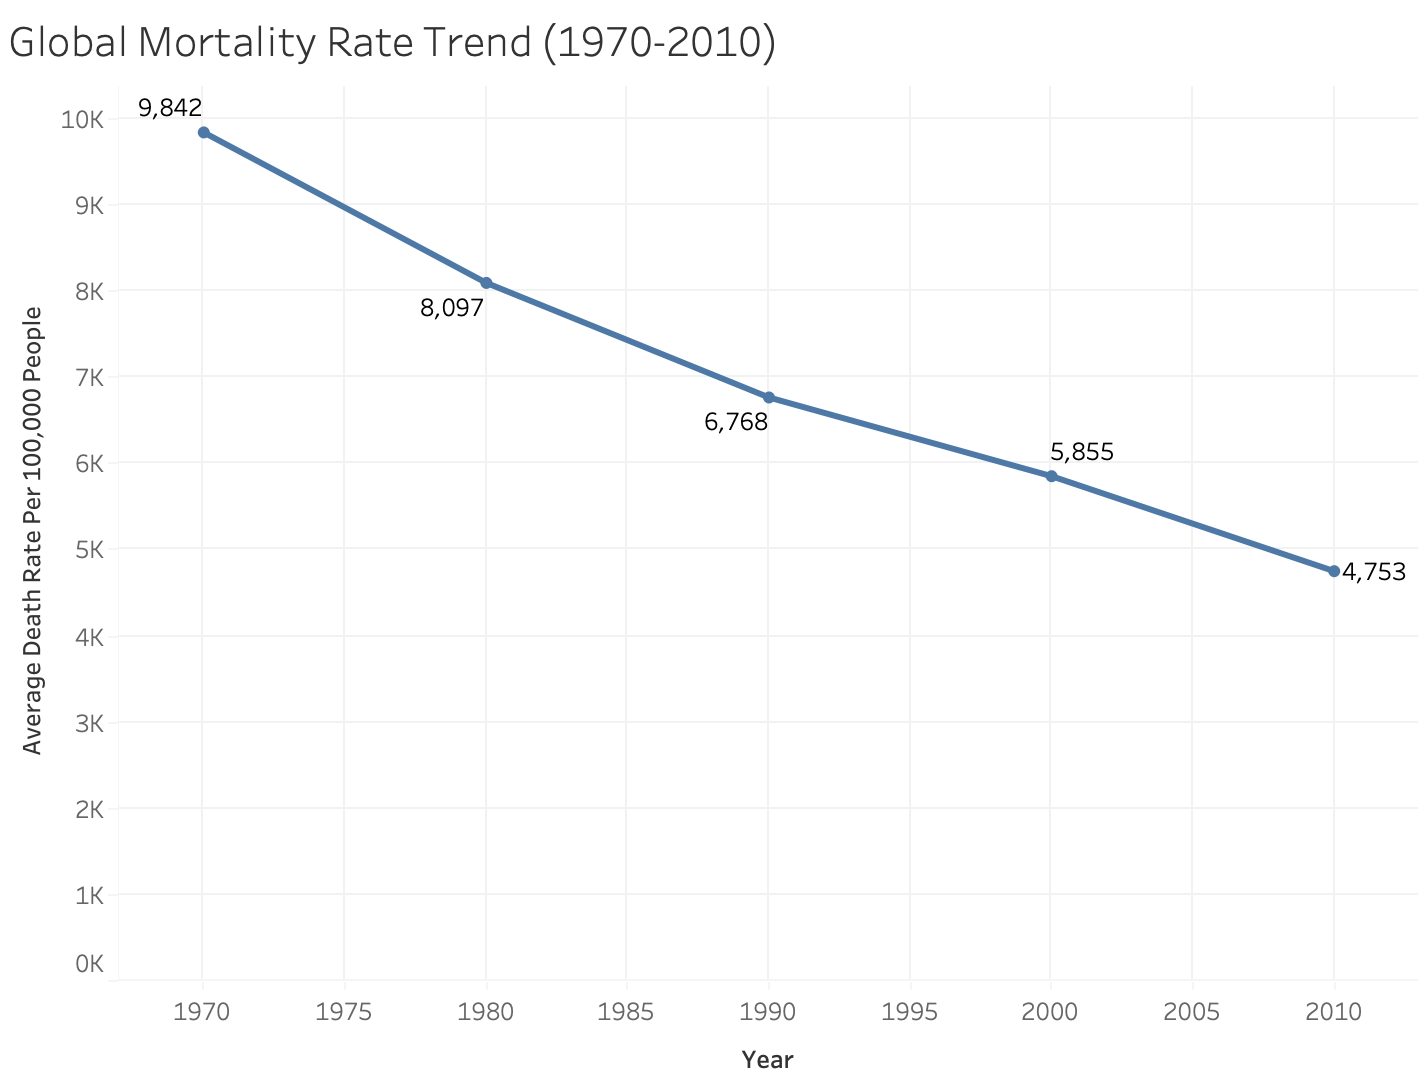 Global Mortality Rate Trend (1970-2010)
Average Death Rate Per 100,000 People
10K
9K
8K
7K
6K
5K
4K
3K
2K
1K
0K
9,842
8,097
6,768
5,855
4,753
1970
1975
1980
1985
1990
1995
2000
2005
2010
Year